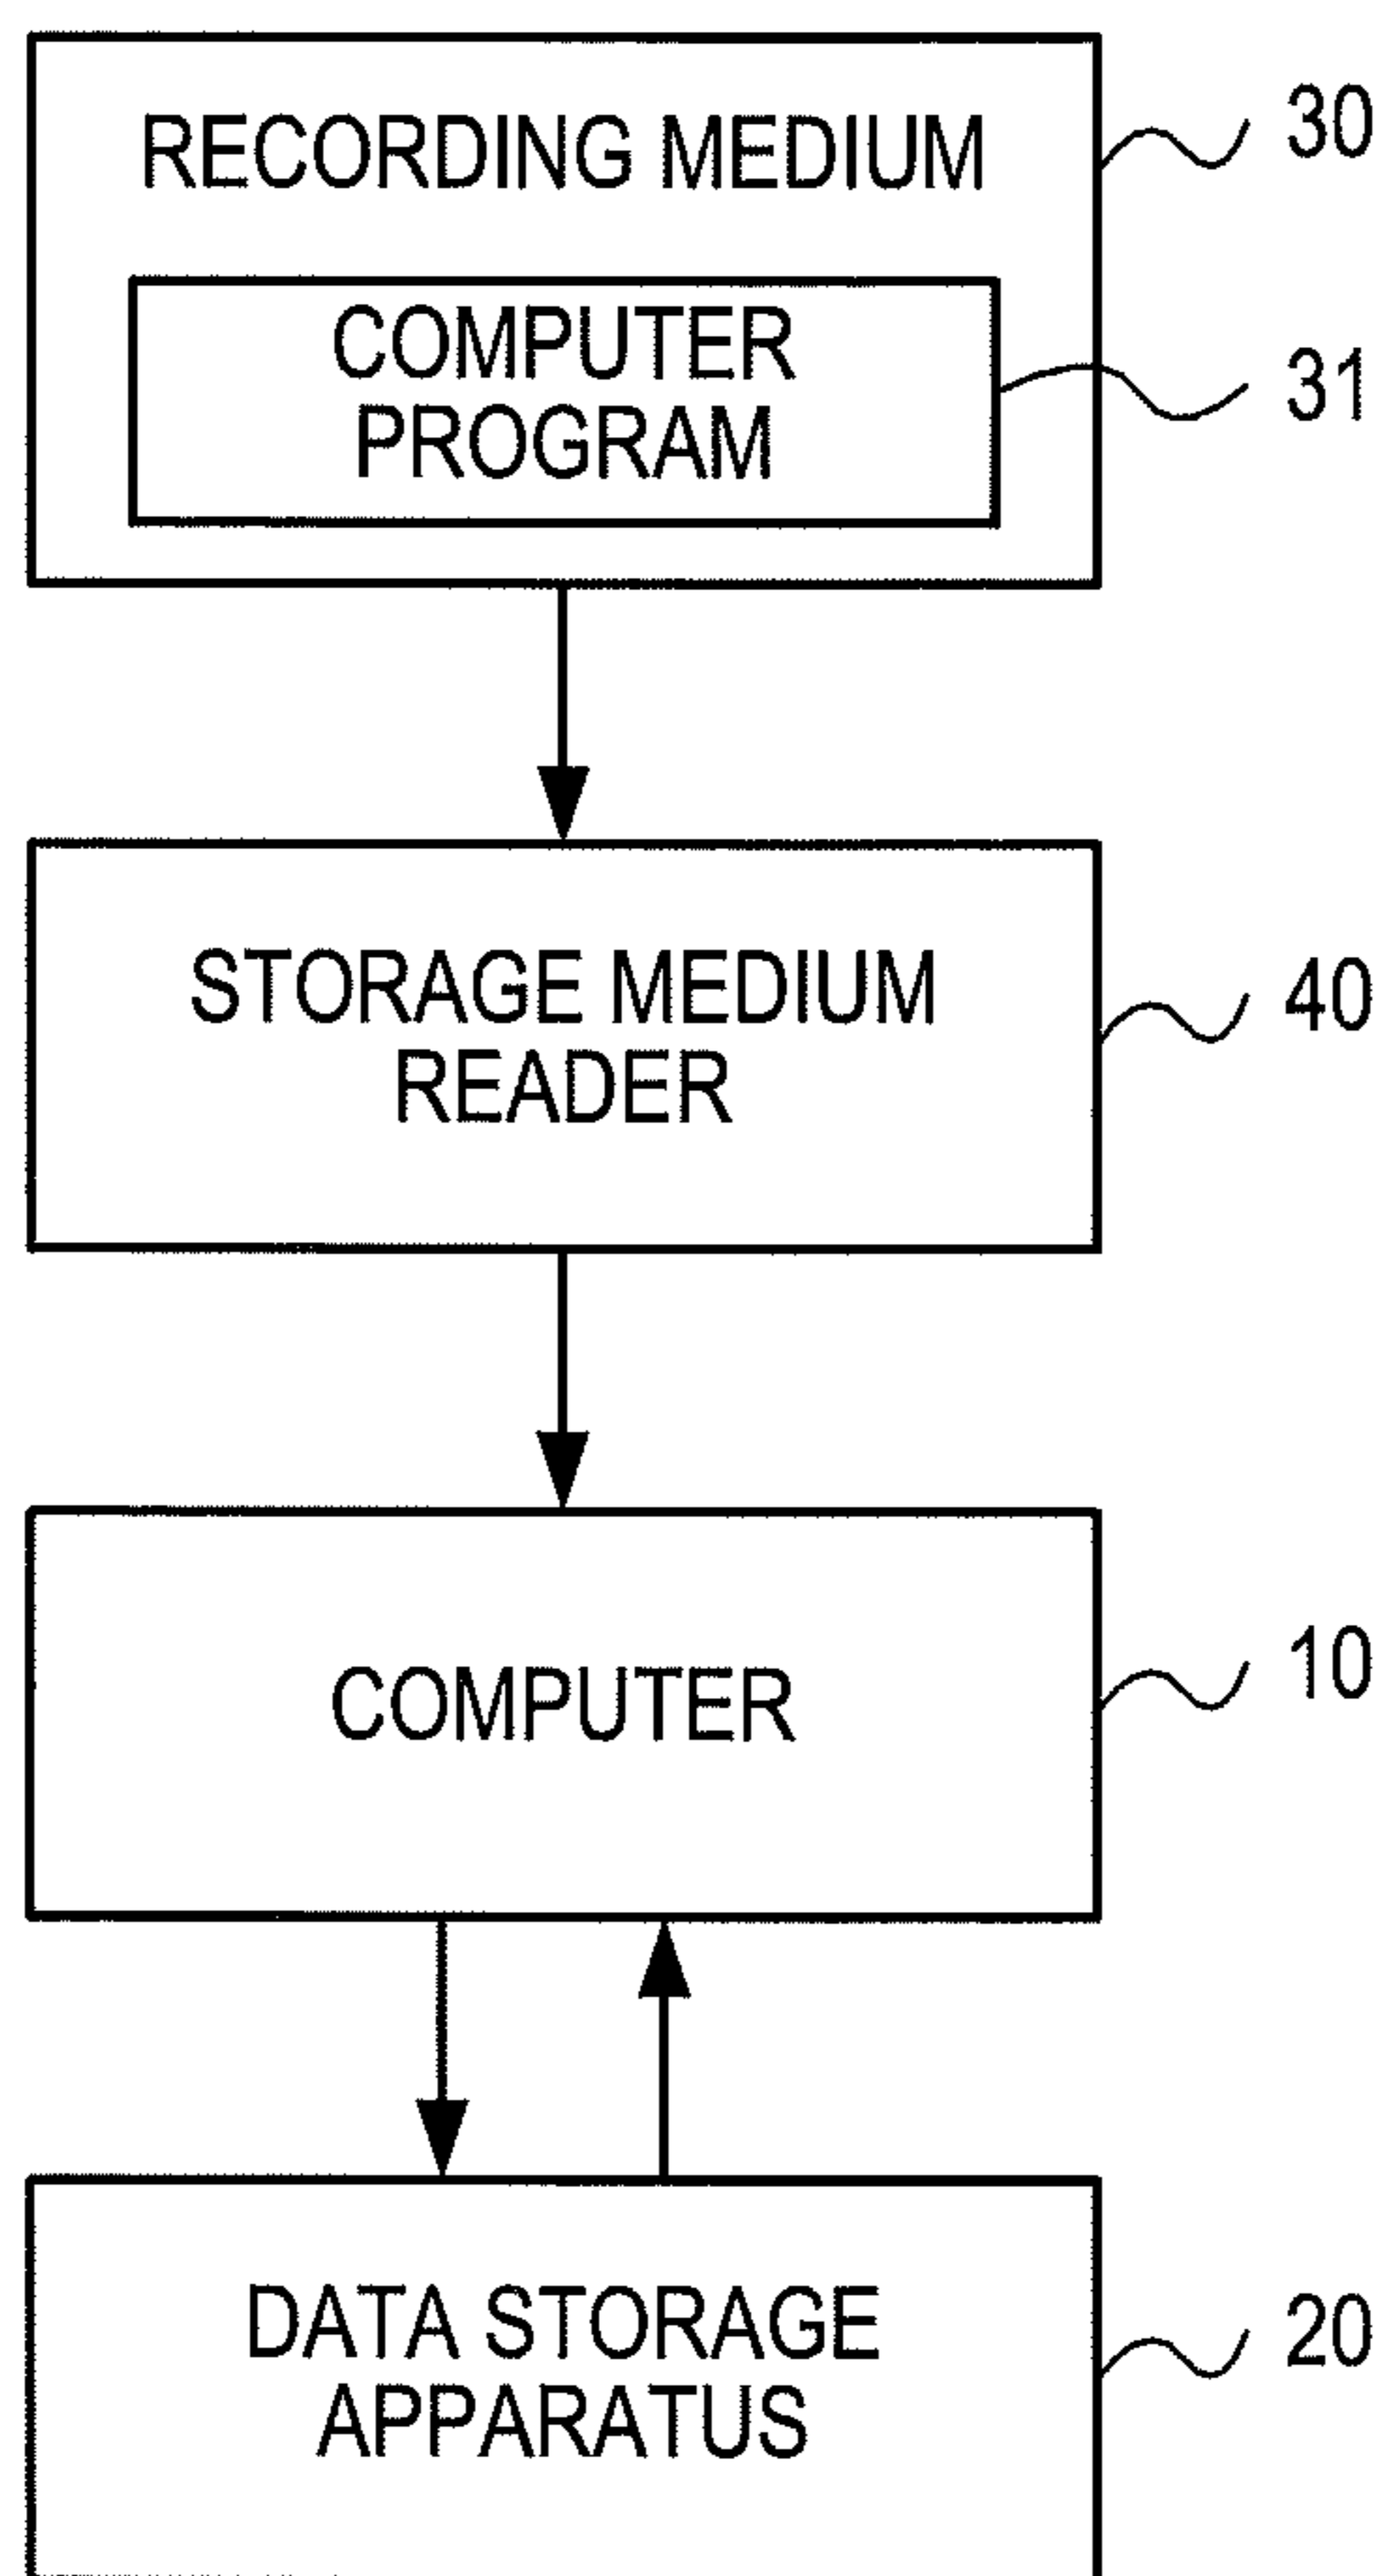 RECORDING MEDIUM
30
COMPUTER
PROGRAM
31
STORAGE MEDIUM
READER
40
COMPUTER
10
DATA STORAGE
APPARATUS
20